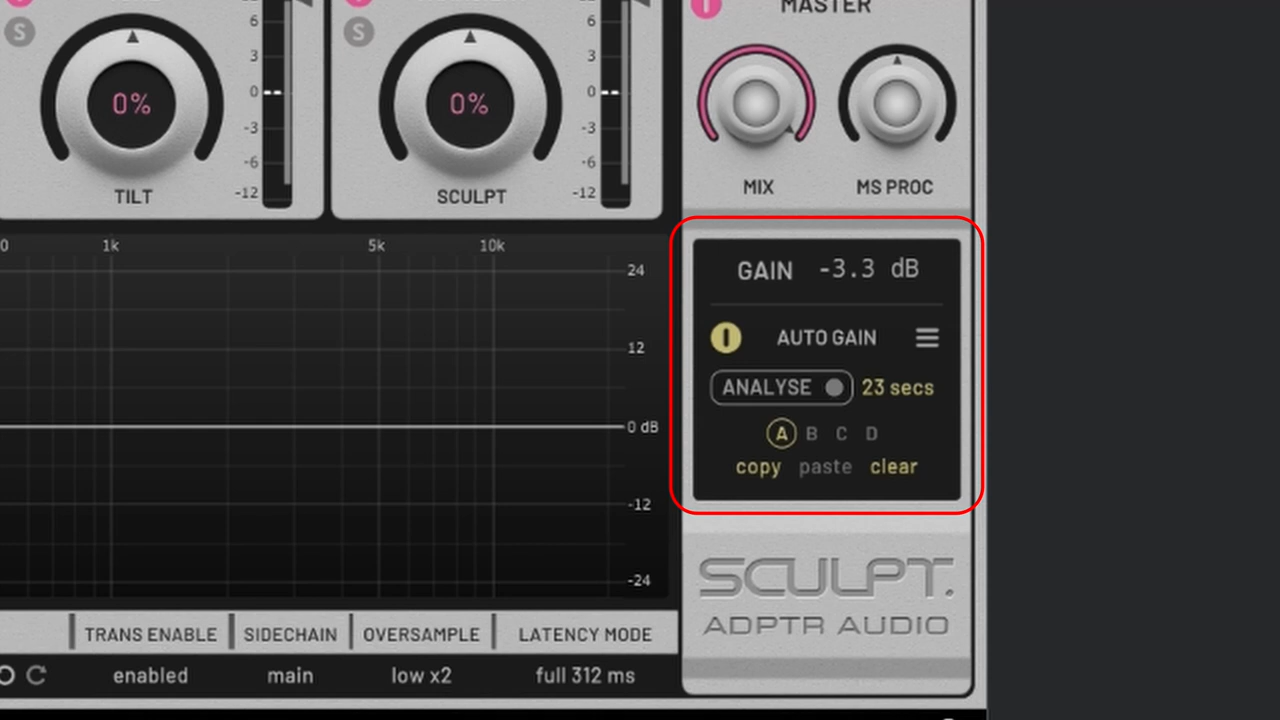 MASTER
6
3
0
-3
-6
-12
6
3
0
-3
-6
-12
S
S
0%
0%
TILT
SCULPT
MIX
MS PROC
0
1k
5k
10k
24
12
0 dB
-12
-24
GAIN -3.3 dB
AUTO GAIN
ANALYSE 23 secs
A B C D
copy paste clear
SCULPT.
ADPTR AUDIO
TRANS ENABLE SIDECHAIN OVERSAMPLE LATENCY MODE
enabled main low x2 full 312 ms